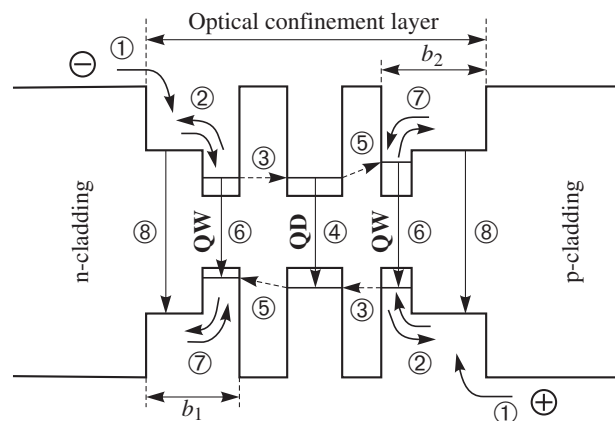 Optical confinement layer
⊖ ① b2
② ⑦
③ ⑤
n-cladding
⑧
QW
⑥
QD
④
QW
⑥
⑧
p-cladding
⑤ ③
⑦ ②
b1 ① ⊕